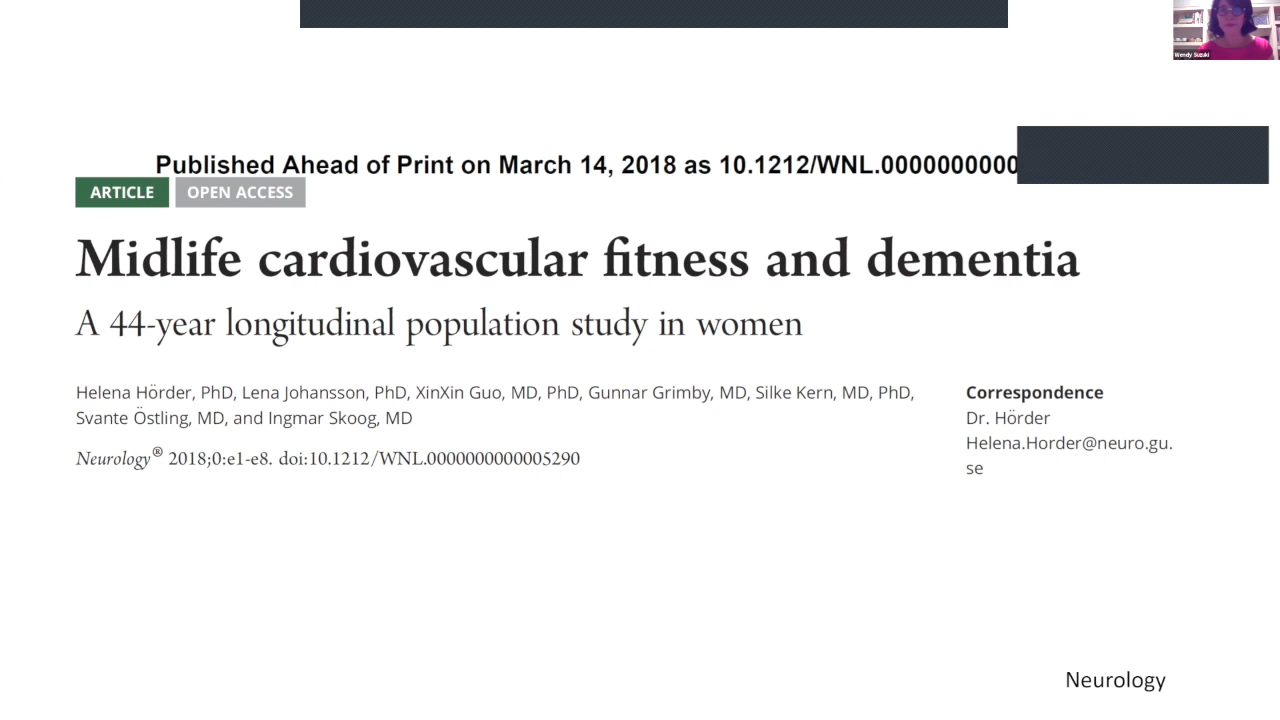 Wendy Suzuki
Published Ahead of Print on March 14, 2018 as 10.1212/WNL.0000000000
ARTICLE OPEN ACCESS
Midlife cardiovascular fitness and dementia
A 44-year longitudinal population study in women
Helena Hörder, PhD, Lena Johansson, PhD, XinXin Guo, MD, PhD, Gunnar Grimby, MD, Silke Kern, MD, PhD,
Svante Östling, MD, and Ingmar Skoog, MD
Neurology® 2018;0:e1-e8. doi:10.1212/WNL.0000000000005290
Correspondence
Dr. Hörder
Helena.Horder@neuro.gu.
se
Neurology